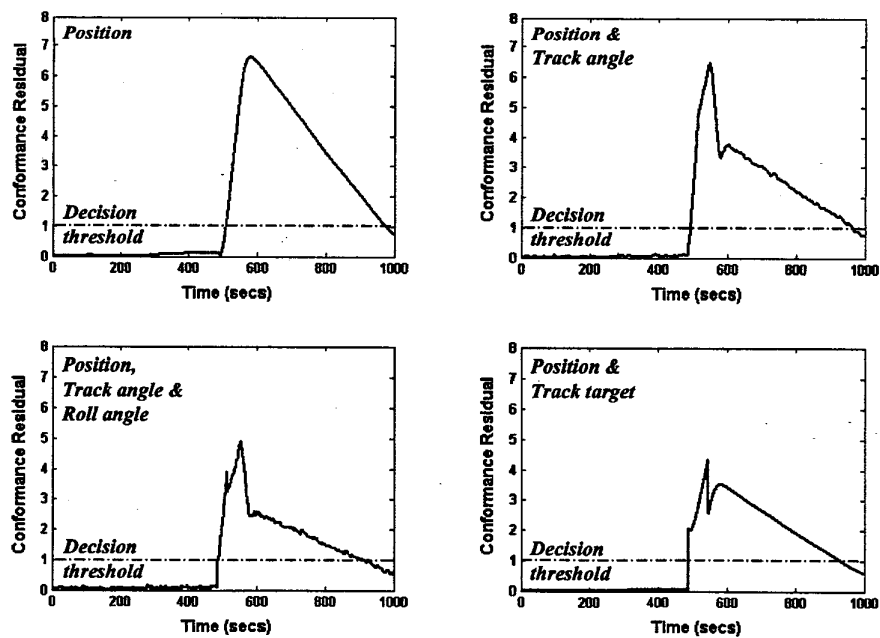 8
7
6
5
4
3
2
1
0
Conformance Residual
Position
Decision
threshold
0 200 400 600 800 1000
Time (secs)
8
7
6
5
4
3
2
1
0
Conformance Residual
Position &
Track angle
Decision
threshold
0 200 400 600 800 1000
Time (secs)
8
7
6
5
4
3
2
1
0
Conformance Residual
Position,
Track angle &
Roll angle
Decision
threshold
0 200 400 600 800 1000
Time (secs)
8
7
6
5
4
3
2
1
0
Conformance Residual
Position &
Track target
Decision
threshold
0 200 400 600 800 1000
Time (secs)